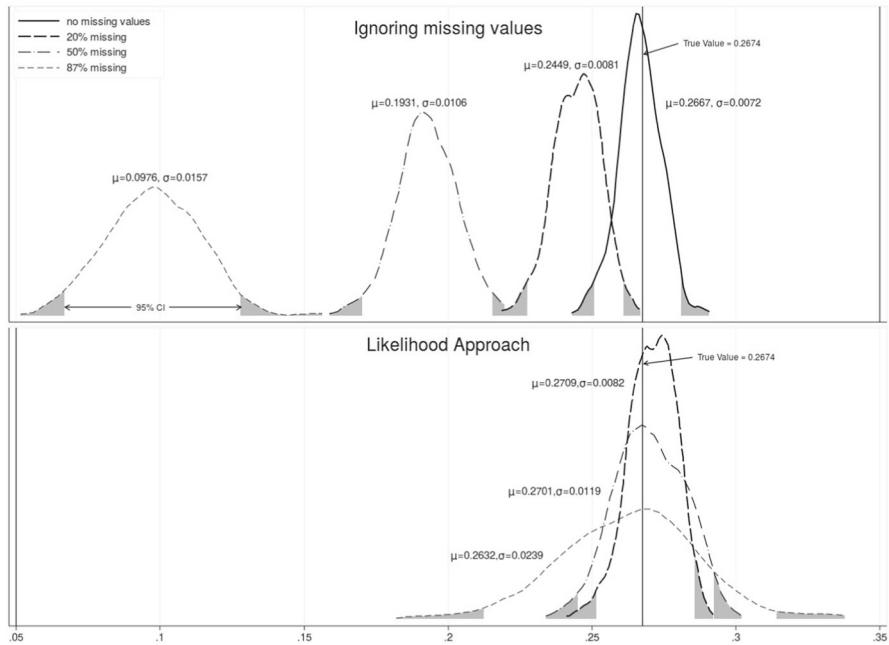 no missing values
20% missing
50% missing
87% missing
Ignoring missing values
True Value = 0.2674
μ=0.2449, σ=0.0081
μ=0.1931, σ=0.0106
μ=0.2667, σ=0.0072
μ=0.0976, σ=0.0157
95% CI
Likelihood Approach
True Value = 0.2674
μ=0.2709,σ=0.0082
μ=0.2701,σ=0.0119
μ=0.2632,σ=0.0239
.05 .1 .15 .2 .25 .3 .35